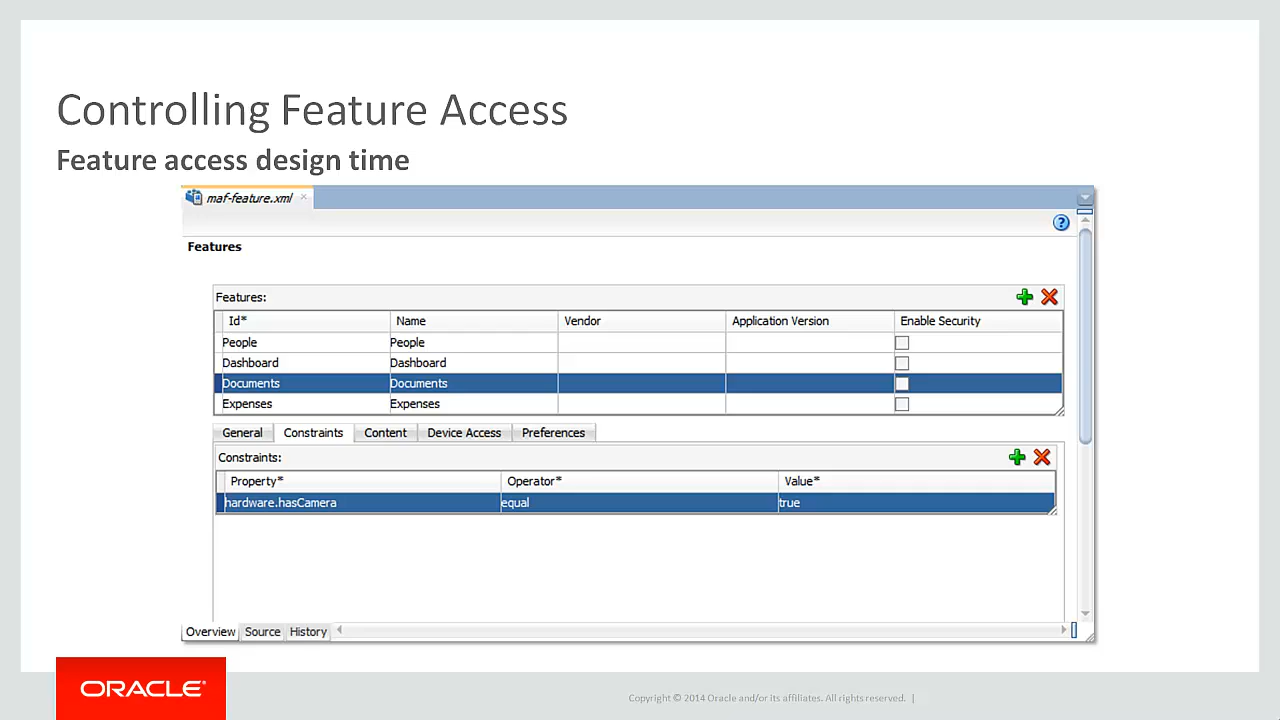 Controlling Feature Access
Feature access design time
maf-feature.xml
Features
Features:
Id* Name Vendor Application Version Enable Security
People People
Dashboard Dashboard
Documents Documents
Expenses Expenses
General Constraints Content Device Access Preferences
Constraints:
Property* Operator* Value*
hardware.hasCamera equal true
Overview Source History
ORACLE®
Copyright © 2014 Oracle and/or its affiliates. All rights reserved. |